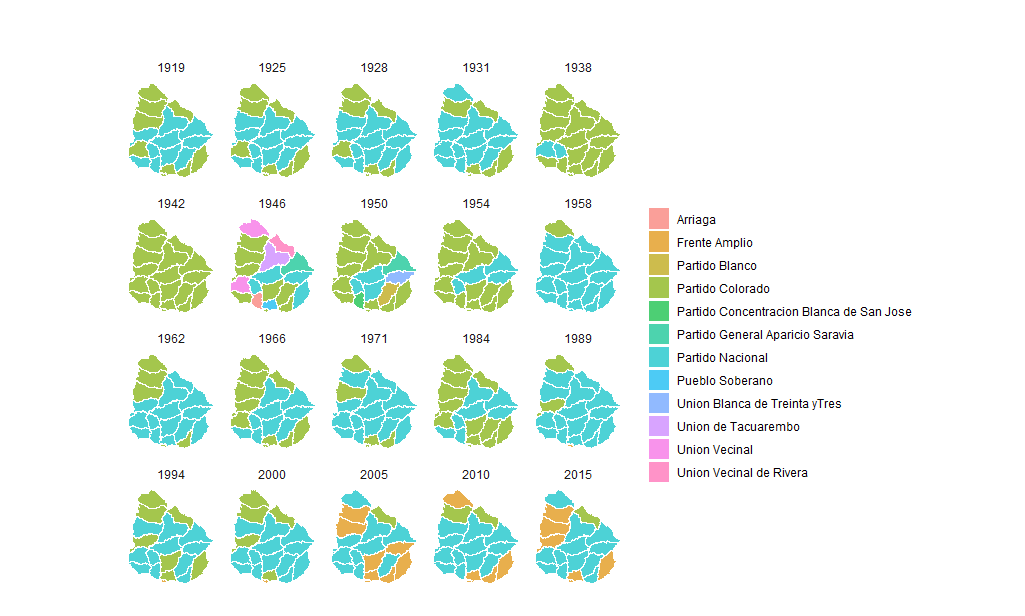 1919 1925 1928 1931 1938
1942 1946 1950 1954 1958
1962 1966 1971 1984 1989
1994 2000 2005 2010 2015
Arriaga
Frente Amplio
Partido Blanco
Partido Colorado
Partido Concentracion Blanca de San Jose
Partido General Aparicio Saravia
Partido Nacional
Pueblo Soberano
Union Blanca de Treinta yTres
Union de Tacuarembo
Union Vecinal
Union Vecinal de Rivera